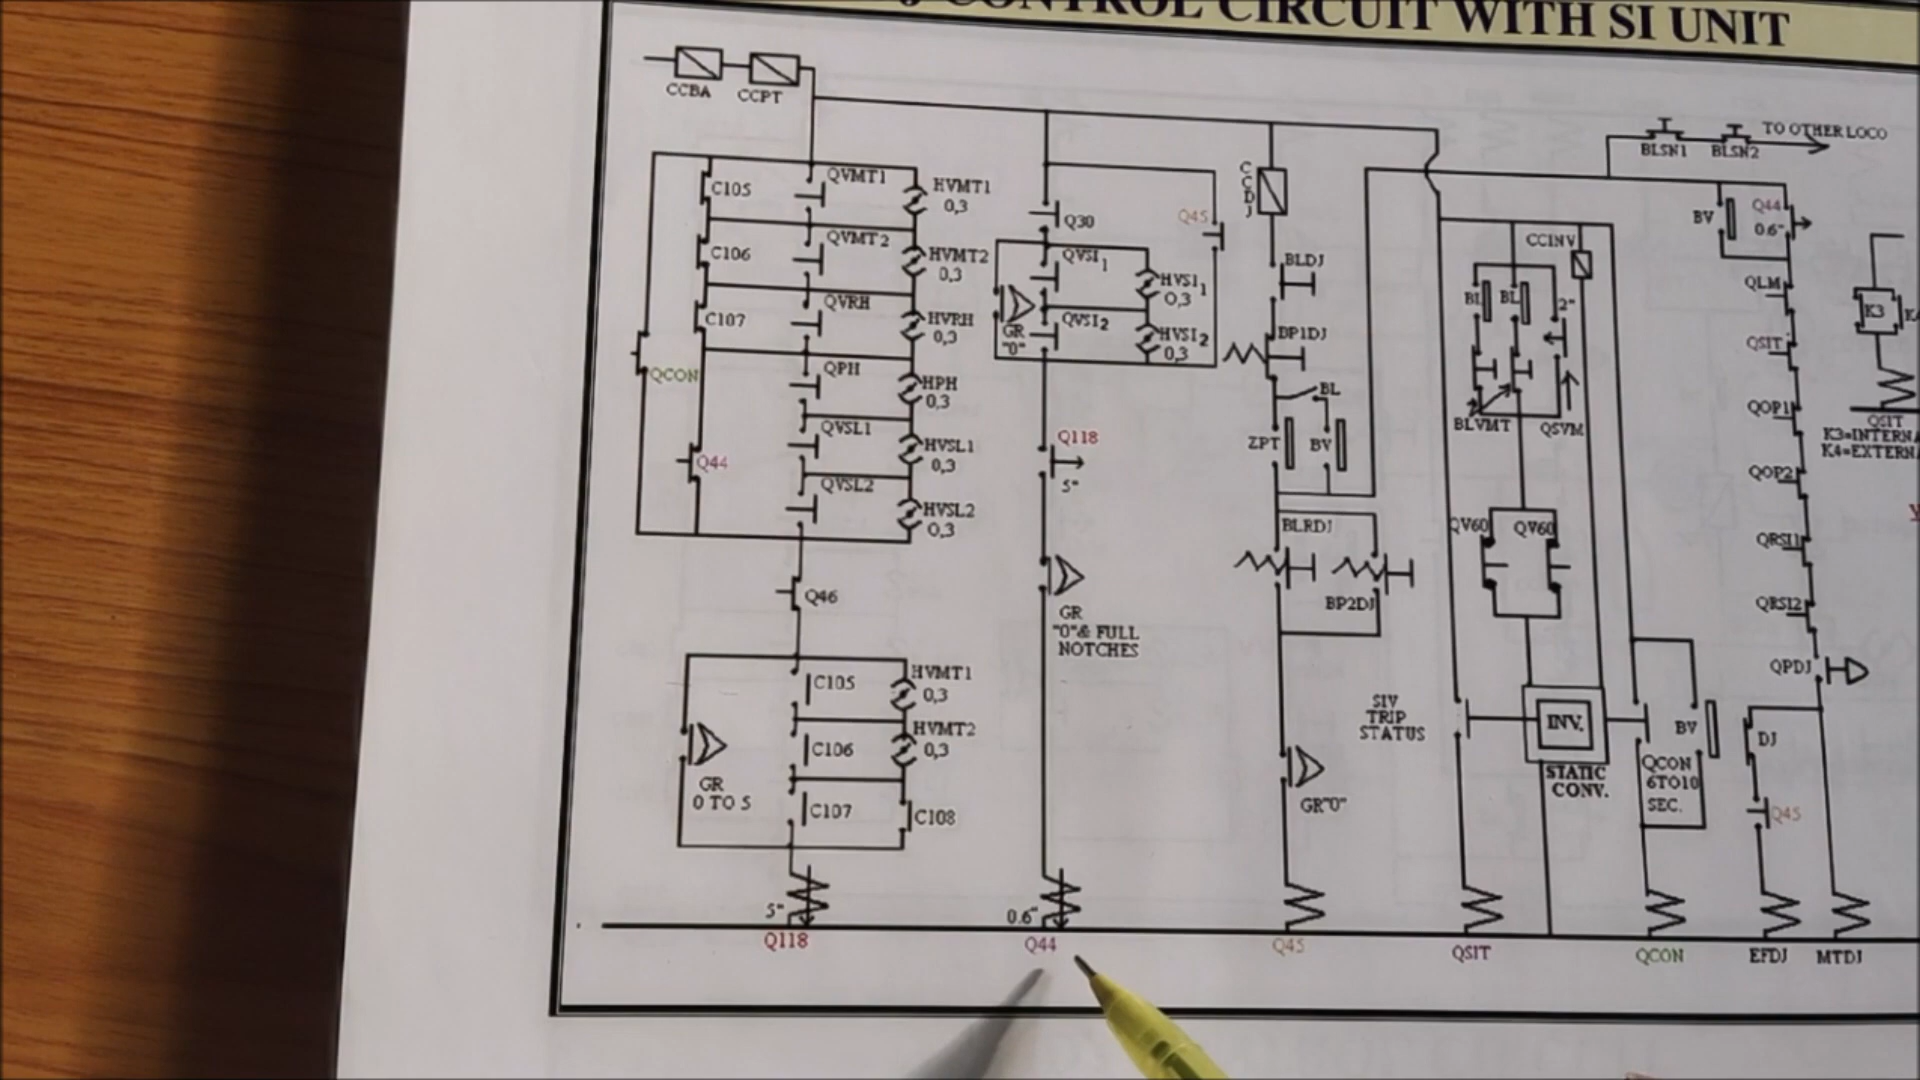 CONTROL CIRCUIT WITH SI UNIT
CCBA
CCPT
TO OTHER LOCO
BLSN1
BLSN2
C105
QVMT1
HVMT1
0,3
C106
QVMT2
HVMT2
0,3
C107
QVRH
HVRH
0,3
QCON
QPH
HPH
0,3
QVSL1
HVSL1
0,3
Q44
QVSL2
HVSL2
0,3
Q46
C105
HVMT1
0,3
C106
HVMT2
0,3
GR
0 TO 5
C107
C108
5"
Q118
Q30
Q45
QVSI1
HVSI1
0,3
GR
"0"
QVSI2
HVSI2
0,3
Q118
5"
GR
"0"& FULL
NOTCHES
0.6"
Q44
CCDJ
BLDJ
BP1DJ
BL
ZPT
BV
BLRDJ
BP2DJ
GR"0"
Q45
SIV
TRIP
STATUS
QSIT
CCINV
BL
BL
2"
BLVMT
QSVM
QV60
QV60
INV.
STATIC
CONV.
BV
QCON
6TO10
SEC.
QCON
BV
Q44
0.6"
QLM
QSIT
QOP1
QOP2
QRSI1
QRSI2
QPDJ
DJ
Q45
EFDJ
MTDJ
K3
QSIT